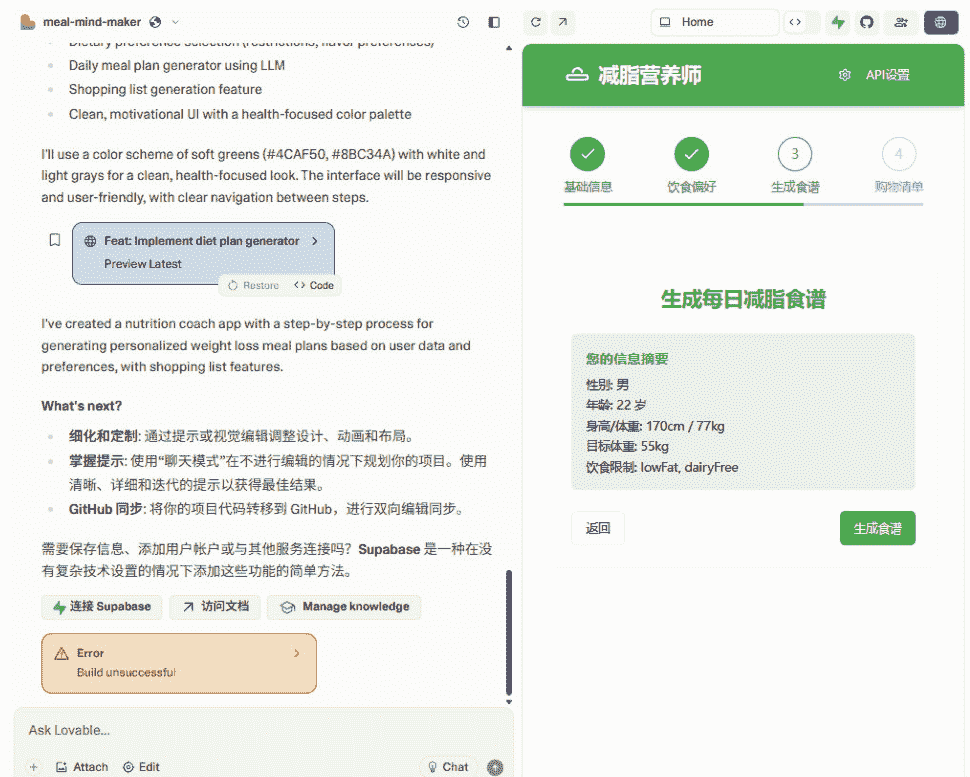 meal-mind-maker
Dietary preference selection (restrictions, flavor preferences)
Daily meal plan generator using LLM
Shopping list generation feature
Clean, motivational UI with a health-focused color palette
I'll use a color scheme of soft greens (#4CAF50, #8BC34A) with white and
light grays for a clean, health-focused look. The interface will be responsive
and user-friendly, with clear navigation between steps.
Feat: Implement diet plan generator
Preview Latest
Restore
Code
I've created a nutrition coach app with a step-by-step process for
generating personalized weight loss meal plans based on user data and
preferences, with shopping list features.
What's next?
细化和定制: 通过提示或视觉编辑调整设计、动画和布局。
掌握提示: 使用“聊天模式”在不进行编辑的情况下规划你的项目。使用
清晰、详细和迭代的提示以获得最佳结果。
GitHub 同步: 将你的项目代码转移到 GitHub，进行双向编辑同步。
需要保存信息、添加用户帐户或与其他服务连接吗？Supabase 是一种在没
有复杂技术设置的情况下添加这些功能的简单方法。
连接 Supabase
访问文档
Manage knowledge
Error
Build unsuccessful
Ask Lovable...
Attach
Edit
Chat
Home
减脂营养师
API设置
3
4
基础信息
饮食偏好
生成食谱
购物清单
生成每日减脂食谱
您的信息摘要
性别: 男
年龄: 22 岁
身高/体重: 170cm / 77kg
目标体重: 55kg
饮食限制: lowFat, dairyFree
返回
生成食谱